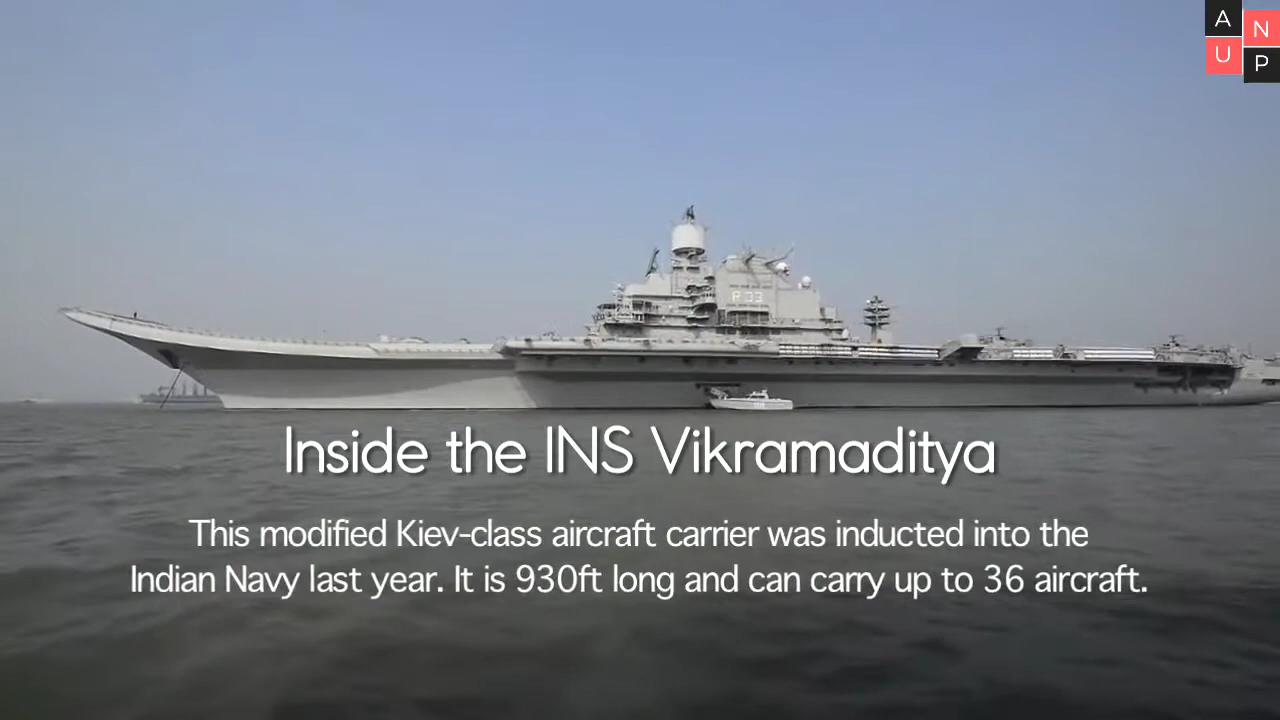 A N
U P
R33
Inside the INS Vikramaditya
This modified Kiev-class aircraft carrier was inducted into the
Indian Navy last year. It is 930ft long and can carry up to 36 aircraft.